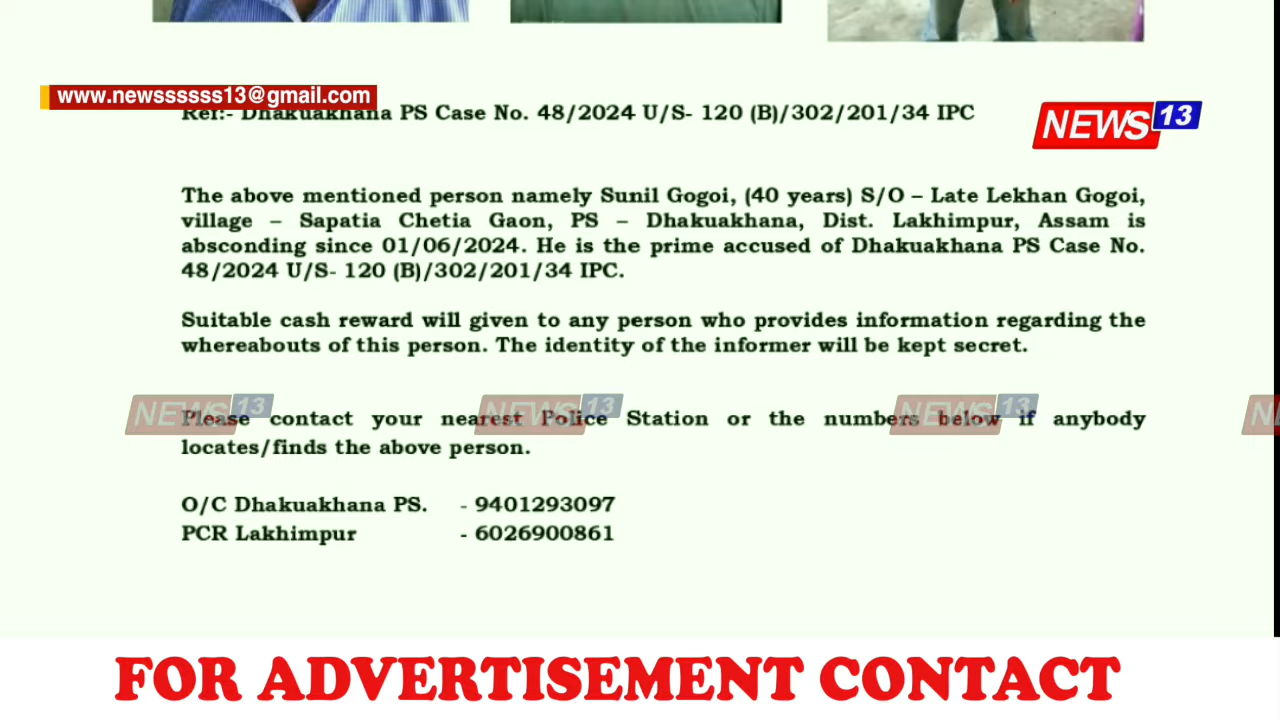 www.newssssss13@gmail.com
Ref:- Dhakuakhana PS Case No. 48/2024 U/S- 120 (B)/302/201/34 IPC
NEWS 13
The above mentioned person namely Sunil Gogoi, (40 years) S/O – Late Lekhan Gogoi,
village – Sapatia Chetia Gaon, PS – Dhakuakhana, Dist. Lakhimpur, Assam is
absconding since 01/06/2024. He is the prime accused of Dhakuakhana PS Case No.
48/2024 U/S- 120 (B)/302/201/34 IPC.
Suitable cash reward will given to any person who provides information regarding the
whereabouts of this person. The identity of the informer will be kept secret.
NEWS 13 NEWS 13 NEWS 13
Please contact your nearest Police Station or the numbers below if anybody
locates/finds the above person.
O/C Dhakuakhana PS. - 9401293097
PCR Lakhimpur - 6026900861
FOR ADVERTISEMENT CONTACT